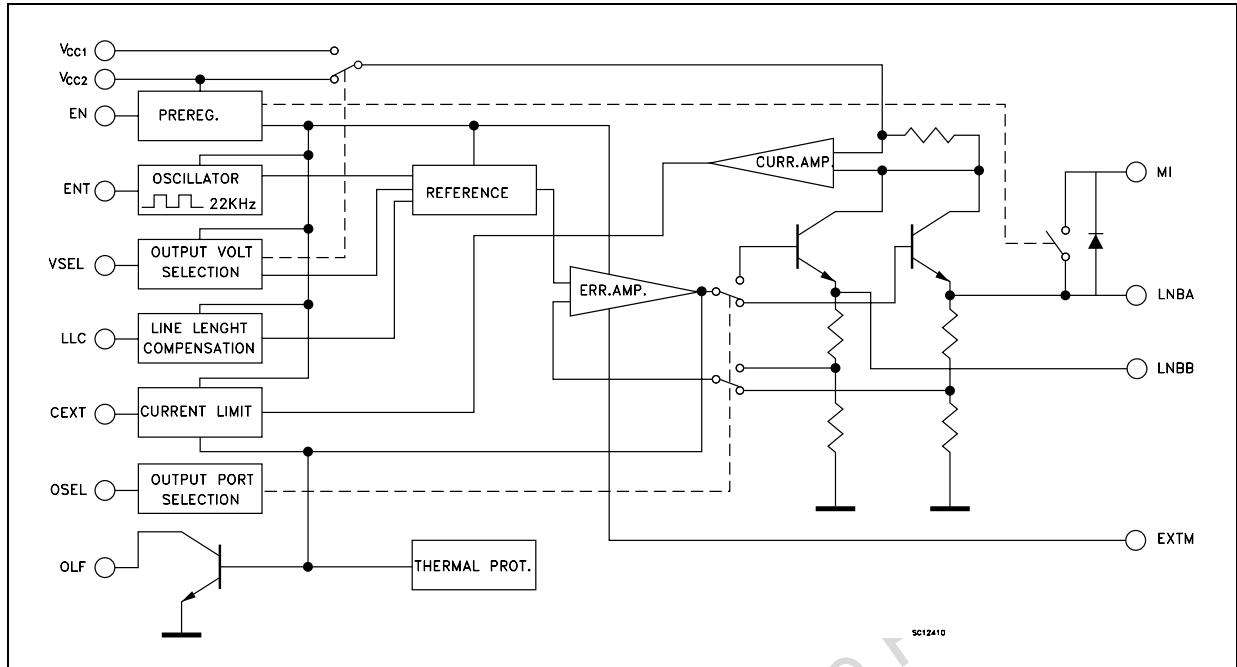 VCC1
VCC2
EN
PREREG.
ENT
OSCILLATOR
22KHz
REFERENCE
CURR.AMP.
MI
VSEL
OUTPUT VOLT
SELECTION
ERR.AMP.
LNBA
LLC
LINE LENGHT
COMPENSATION
LNBB
CEXT
CURRENT LIMIT
OSEL
OUTPUT PORT
SELECTION
EXTM
OLF
THERMAL PROT.
SC12410